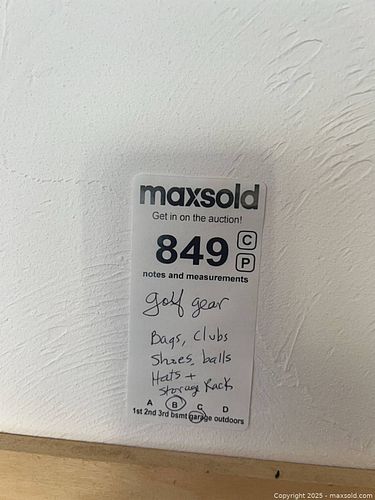 maxsold
Get in on the auction!
849 C
P
notes and measurements
golf gear
Bags, Clubs
Shoes, balls
Hats +
Storage Rack
A B C D
1st 2nd 3rd bsmt garage outdoors
Copyright 2025 - maxsold.com